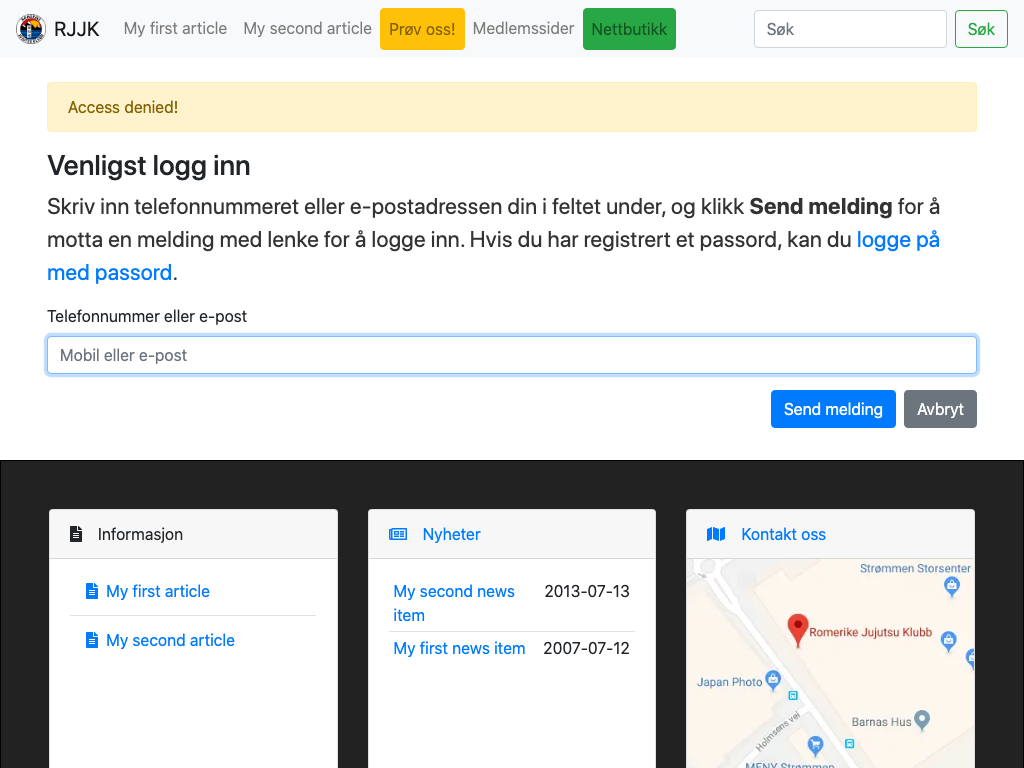 RJJK My first article My second article Prøv oss! Medlemssider Nettbutikk Søk Søk
Access denied!
Venligst logg inn
Skriv inn telefonnummeret eller e-postadressen din i feltet under, og klikk Send melding for å
motta en melding med lenke for å logge inn. Hvis du har registrert et passord, kan du logge på
med passord.
Telefonnummer eller e-post
Mobil eller e-post
Send melding Avbryt
Informasjon
My first article
My second article
Nyheter
My second news 2013-07-13
item
My first news item 2007-07-12
Kontakt oss
Strømmen Storsenter
Romerike Jujutsu Klubb
Japan Photo
Barnas Hus
Holmsens vei
MENY Strømmen